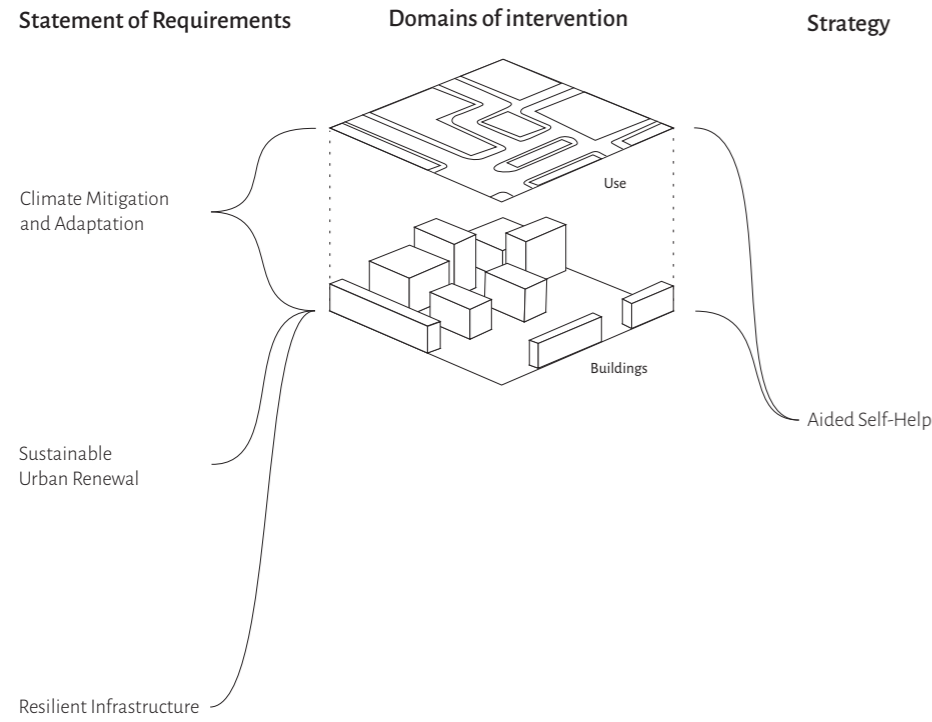 Statement of Requirements
Domains of intervention
Strategy
Use
Climate Mitigation
and Adaptation
Buildings
Aided Self-Help
Sustainable
Urban Renewal
Resilient Infrastructure